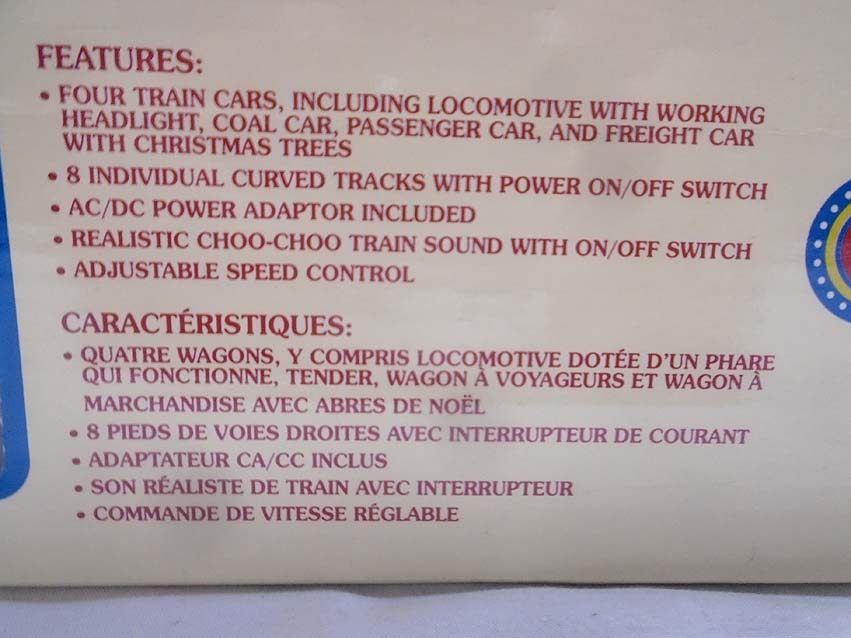 FEATURES:
• FOUR TRAIN CARS, INCLUDING LOCOMOTIVE WITH WORKING
HEADLIGHT, COAL CAR, PASSENGER CAR, AND FREIGHT CAR
WITH CHRISTMAS TREES
• 8 INDIVIDUAL CURVED TRACKS WITH POWER ON/OFF SWITCH
• AC/DC POWER ADAPTOR INCLUDED
• REALISTIC CHOO-CHOO TRAIN SOUND WITH ON/OFF SWITCH
• ADJUSTABLE SPEED CONTROL
CARACTÉRISTIQUES:
• QUATRE WAGONS, Y COMPRIS LOCOMOTIVE DOTÉE D'UN PHARE
QUI FONCTIONNE, TENDER, WAGON À VOYAGEURS ET WAGON À
MARCHANDISE AVEC ABRES DE NOËL
• 8 PIEDS DE VOIES DROITES AVEC INTERRUPTEUR DE COURANT
• ADAPTATEUR CA/CC INCLUS
• SON RÉALISTE DE TRAIN AVEC INTERRUPTEUR
• COMMANDE DE VITESSE RÉGLABLE